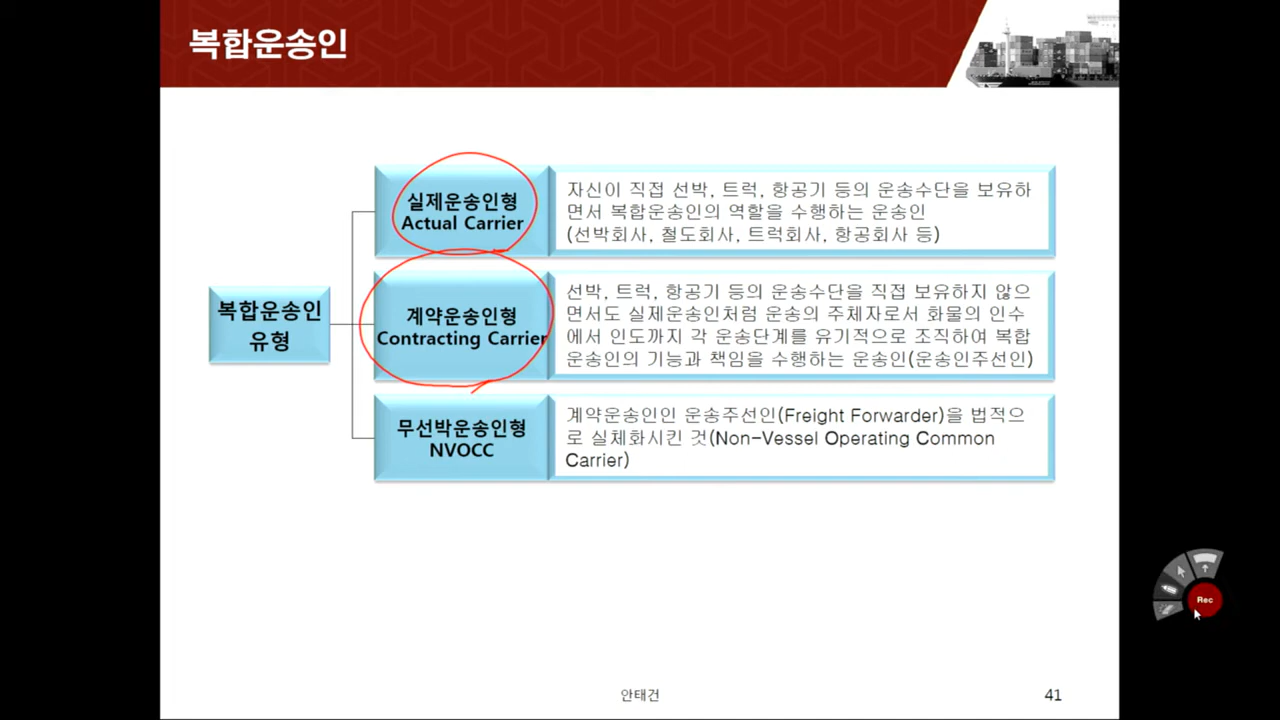 복합운송인
실제운송인형
Actual Carrier
자신이 직접 선박, 트럭, 항공기 등의 운송수단을 보유하
면서 복합운송인의 역할을 수행하는 운송인
(선박회사, 철도회사, 트럭회사, 항공회사 등)
복합운송인
유형
계약운송인형
Contracting Carrier
선박, 트럭, 항공기 등의 운송수단을 직접 보유하지 않으
면서도 실제운송인처럼 운송의 주체자로서 화물의 인수
에서 인도까지 각 운송단계를 유기적으로 조직하여 복합
운송인의 기능과 책임을 수행하는 운송인(운송인주선인)
무선박운송인형
NVOCC
계약운송인인 운송주선인(Freight Forwarder)을 법적으
로 실체화시킨 것(Non-Vessel Operating Common
Carrier)
Rec
안태건
41